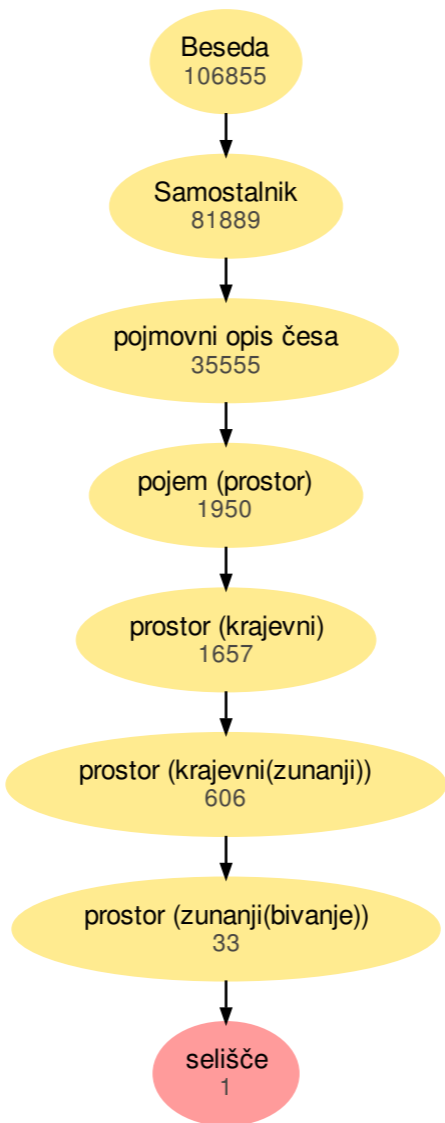 Beseda
106855
Samostalnik
81889
pojmovni opis česa
35555
pojem (prostor)
1950
prostor (krajevni)
1657
prostor (krajevni(zunanji))
606
prostor (zunanji(bivanje))
33
selišče
1